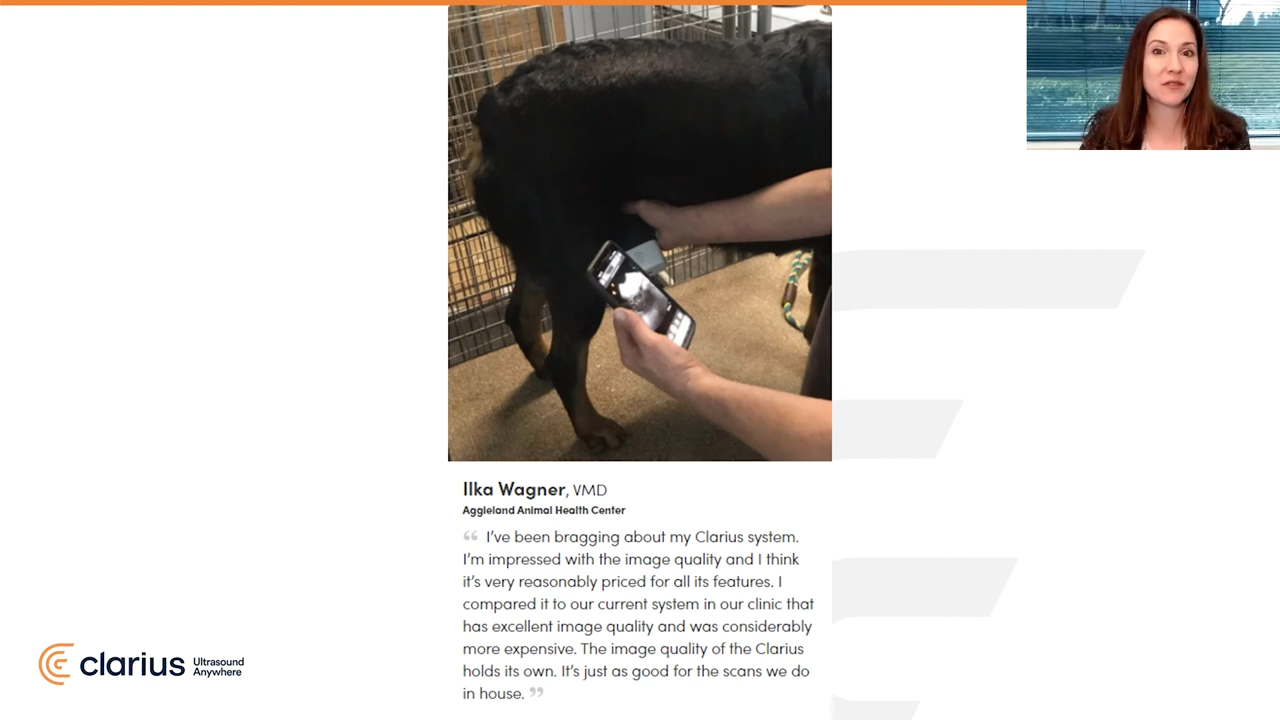 Ilka Wagner, VMD
Aggieland Animal Health Center
“ I’ve been bragging about my Clarius system.
I’m impressed with the image quality and I think
it’s very reasonably priced for all its features. I
compared it to our current system in our clinic that
has excellent image quality and was considerably
more expensive. The image quality of the Clarius
holds its own. It’s just as good for the scans we do
in house. ”
clarius Ultrasound
Anywhere